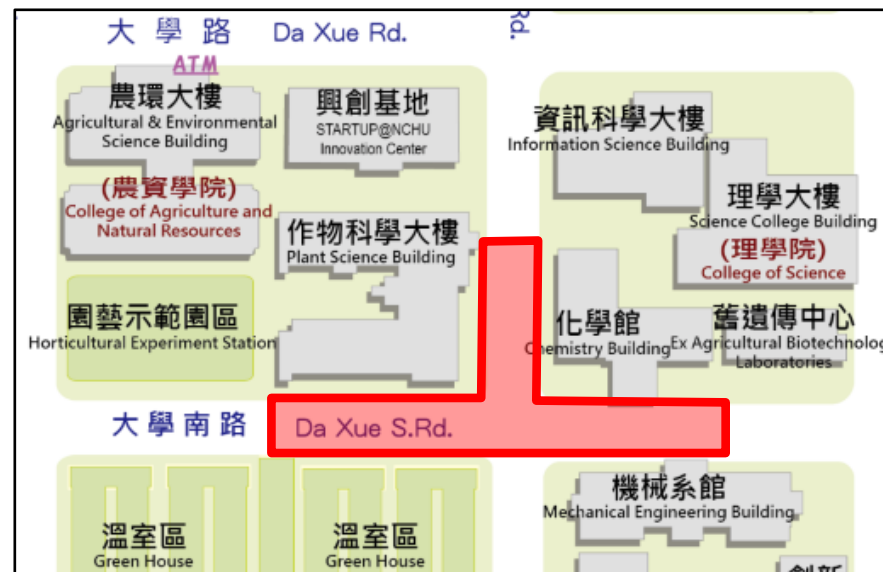 大學路 Da Xue Rd.
Rd.
ATM
農環大樓
Agricultural & Environmental
Science Building
(農資學院)
College of Agriculture and
Natural Resources
興創基地
STARTUP@NCHU
Innovation Center
作物科學大樓
Plant Science Building
園藝示範園區
Horticultural Experiment Station
資訊科學大樓
Information Science Building
理學大樓
Science College Building
(理學院)
College of Science
化學館
Chemistry Building
舊遺傳中心
Ex Agricultural Biotechnolog
Laboratories
大學南路 Da Xue S.Rd.
溫室區
Green House
溫室區
Green House
機械系館
Mechanical Engineering Building
創新